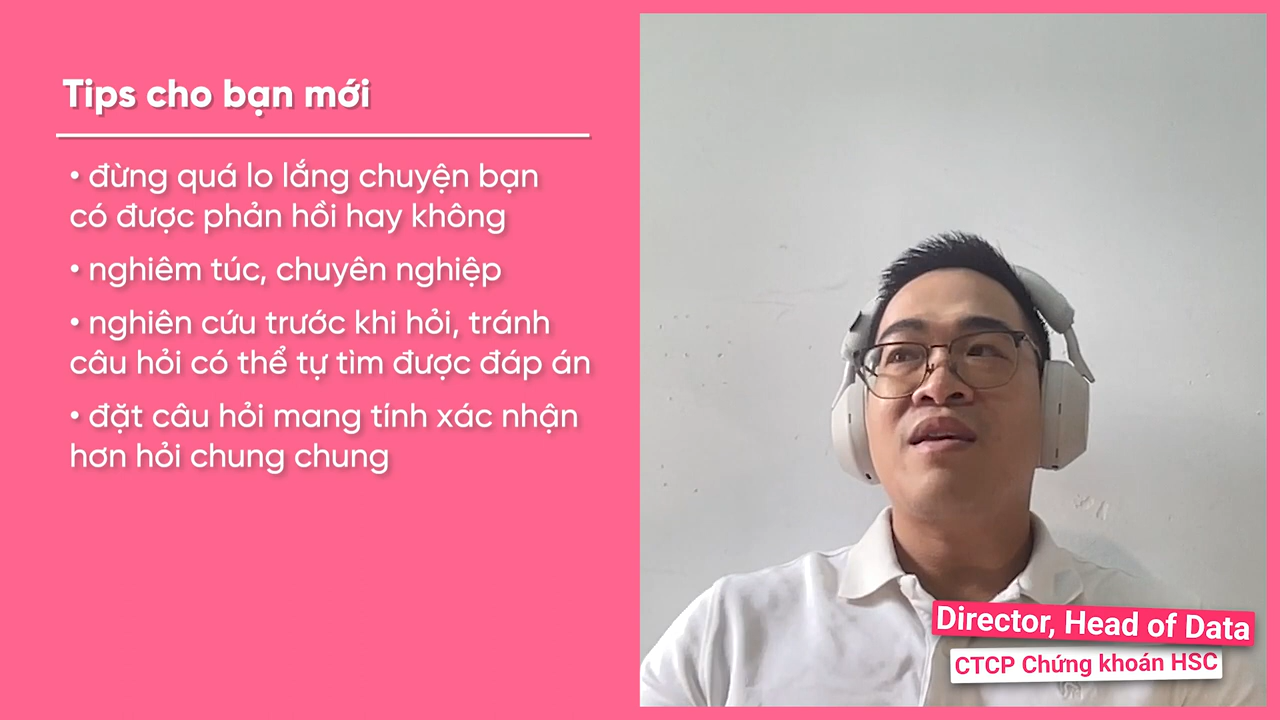 Tips cho bạn mới
• đừng quá lo lắng chuyện bạn
có được phản hồi hay không
• nghiêm túc, chuyên nghiệp
• nghiên cứu trước khi hỏi, tránh
câu hỏi có thể tự tìm được đáp án
• đặt câu hỏi mang tính xác nhận
hơn hỏi chung chung
Director, Head of Data
CTCP Chứng khoán HSC